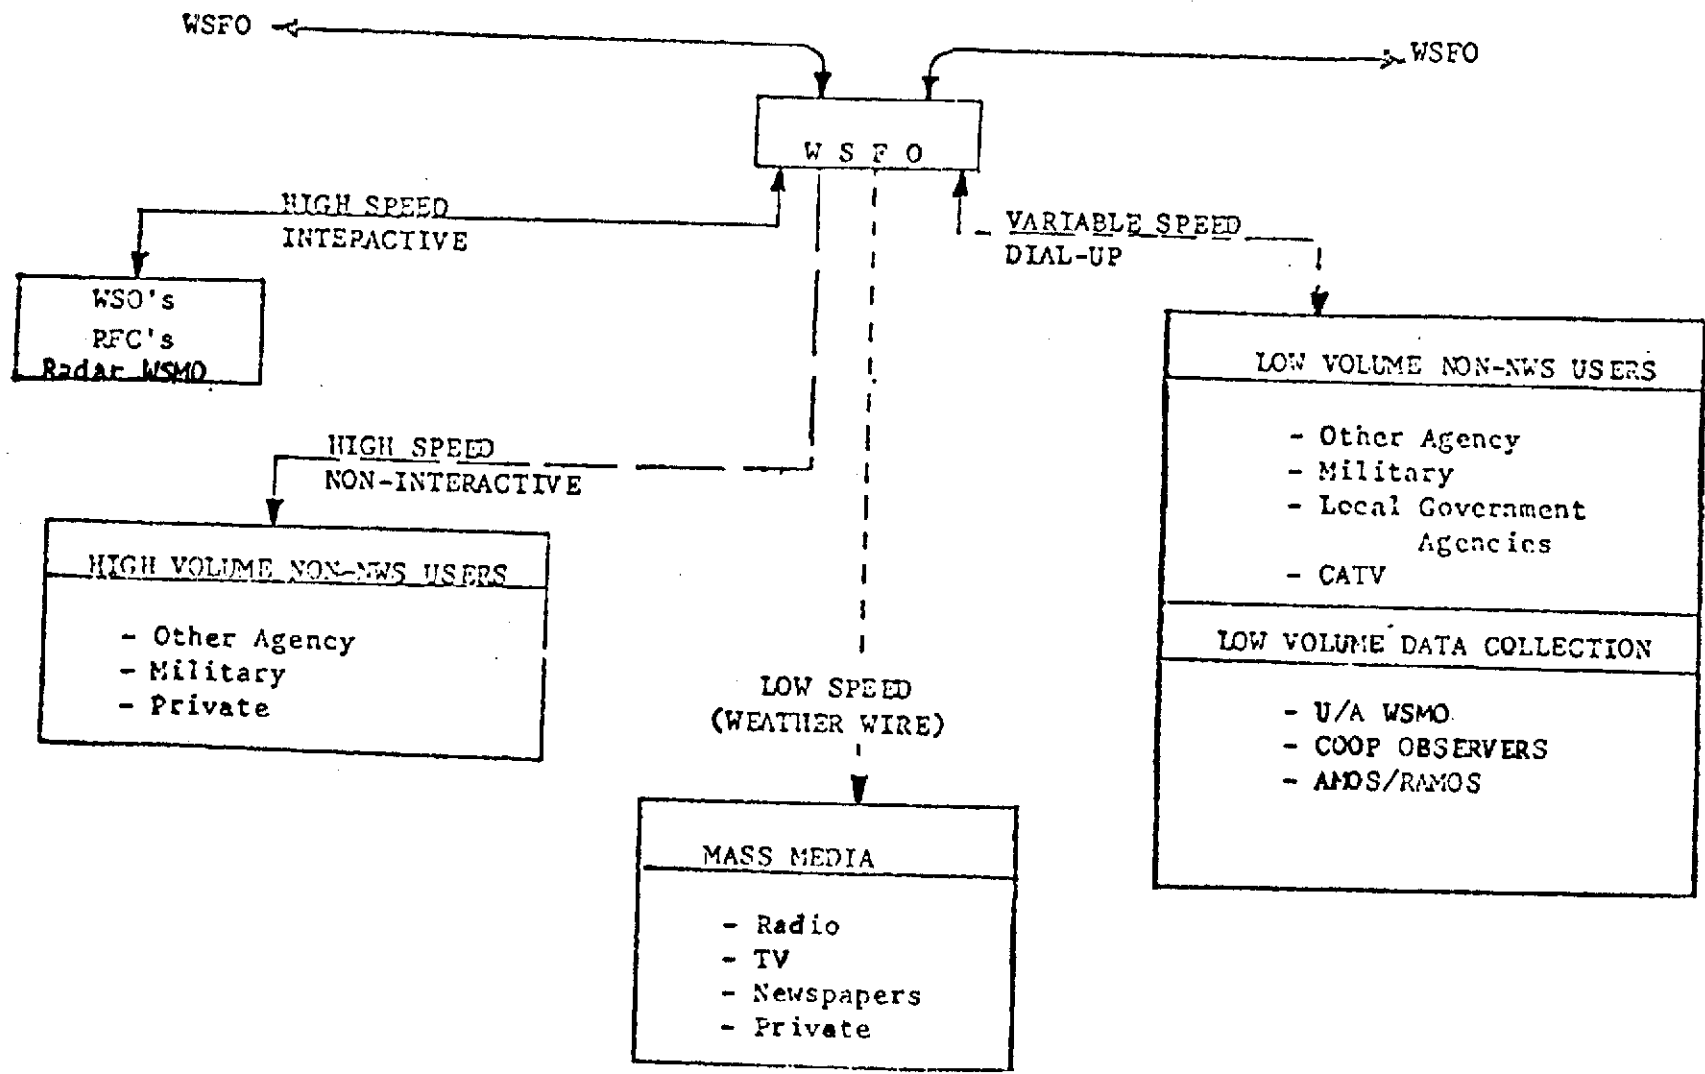 WSFO
WSFO
W S F O
HIGH SPEED
INTERACTIVE
VARIABLE SPEED
DIAL-UP
WSO's
RFC's
Radar WSMO
LOW VOLUME NON-NWS USERS
- Other Agency
- Military
- Local Government
Agencies
- CATV
HIGH SPEED
NON-INTERACTIVE
HIGH VOLUME NON-NWS USERS
- Other Agency
- Military
- Private
LOW VOLUME DATA COLLECTION
- U/A WSMO
- COOP OBSERVERS
- AMOS/RAMOS
LOW SPEED
(WEATHER WIRE)
MASS MEDIA
- Radio
- TV
- Newspapers
- Private